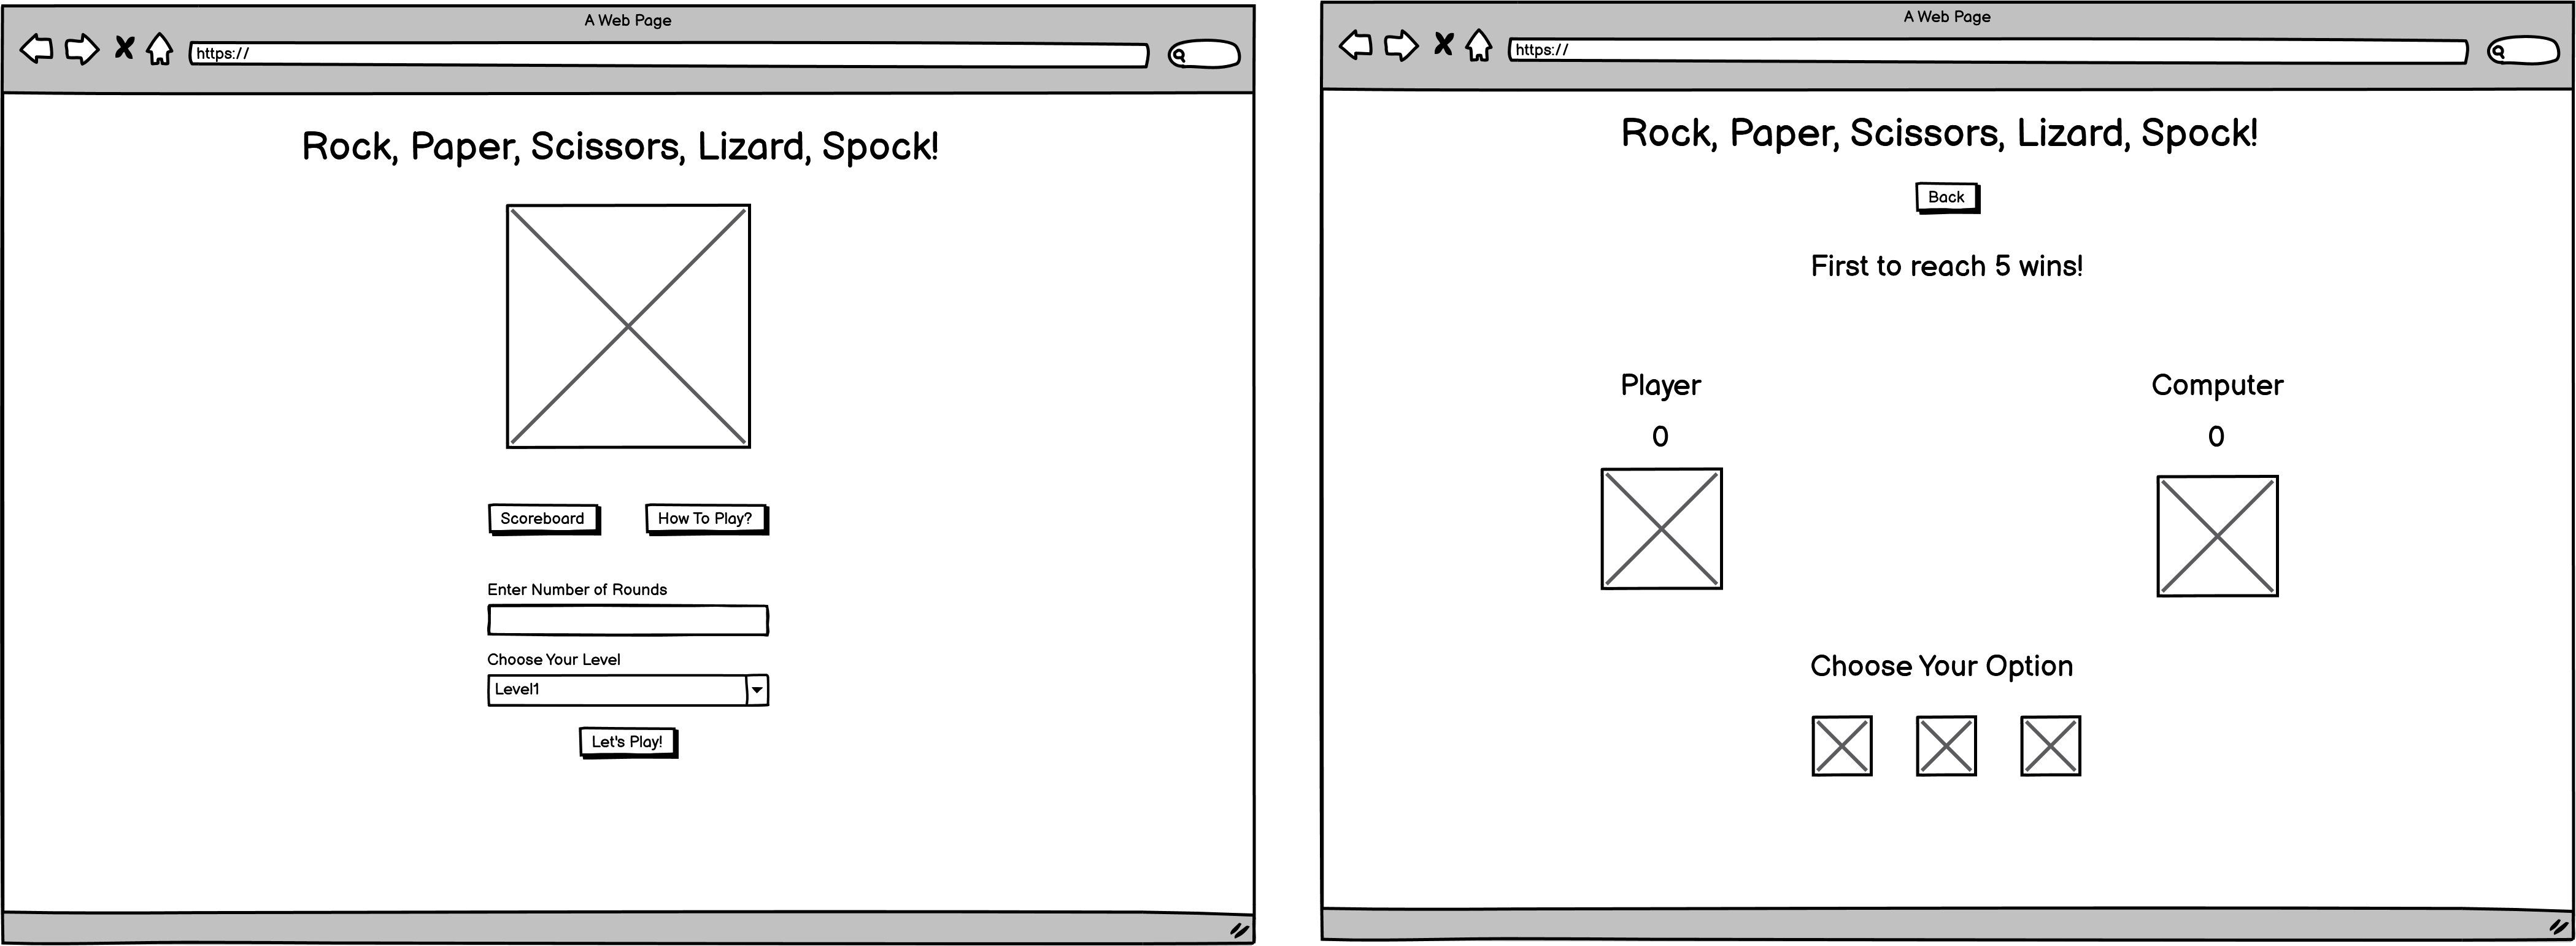 A Web Page
https://
Rock, Paper, Scissors, Lizard, Spock!
Scoreboard
How To Play?
Enter Number of Rounds
Choose Your Level
Level1
Let's Play!
A Web Page
https://
Rock, Paper, Scissors, Lizard, Spock!
Back
First to reach 5 wins!
Player
Computer
0
0
Choose Your Option